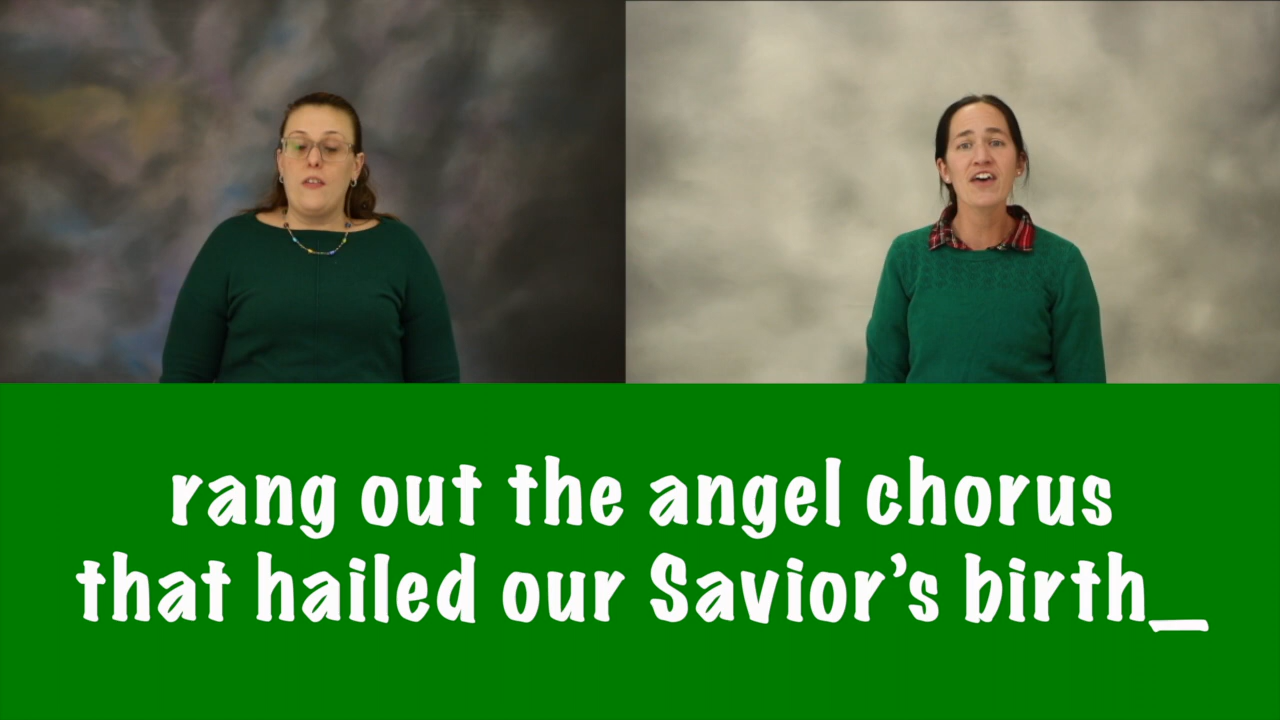 rang out the angel chorus
that hailed our Savior’s birth_